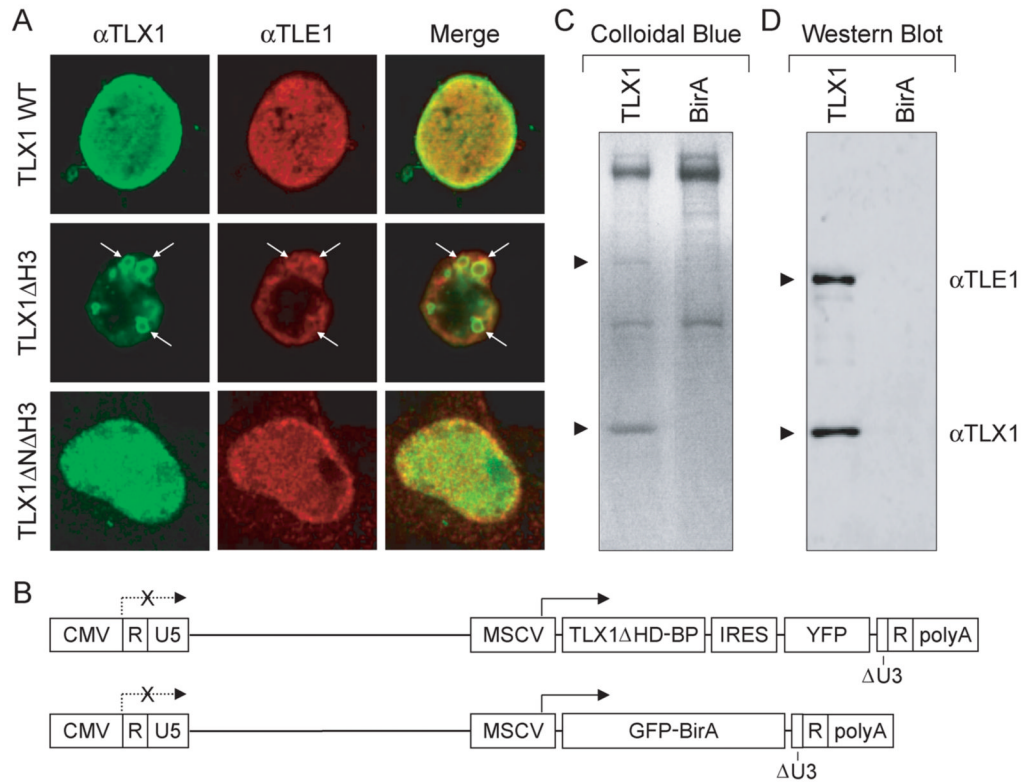 A
αTLX1
αTLE1
Merge
TLX1 WT
TLX1ΔH3
TLX1ΔNΔH3
C
Colloidal Blue
TLX1
BirA
D
Western Blot
TLX1
BirA
αTLE1
αTLX1
B
X
CMV R U5 MSCV TLX1ΔHD-BP IRES YFP R polyA
ΔU3
X
CMV R U5 MSCV GFP-BirA R polyA
ΔU3